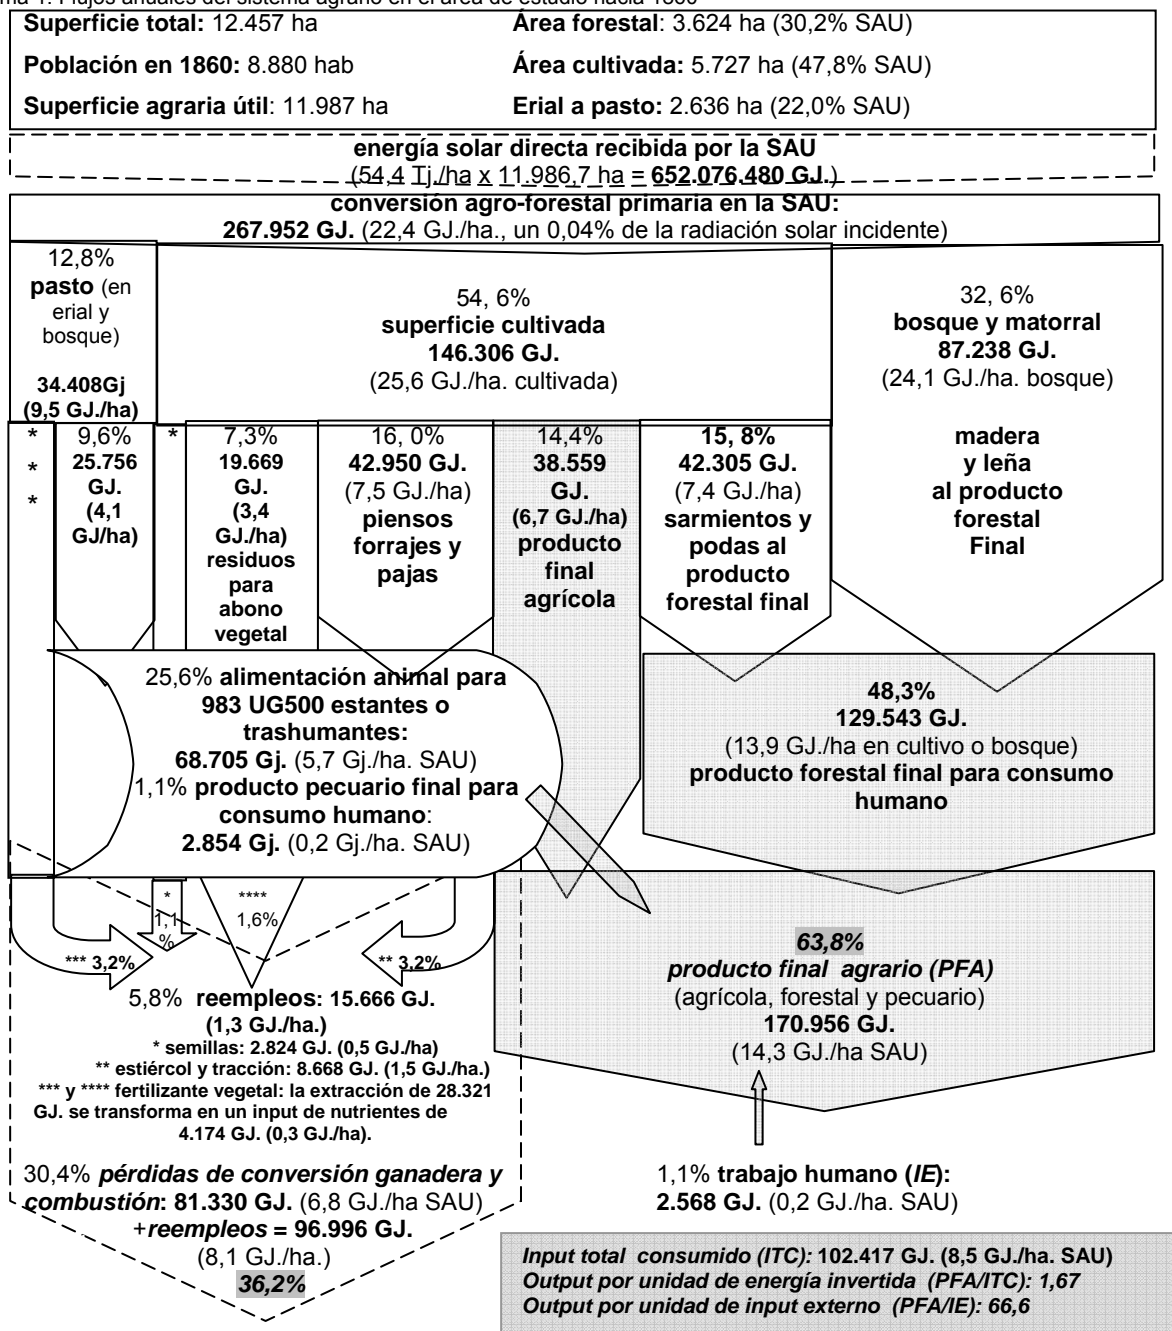 ma 1. Flujos anuales del sistema agrario en el área de estudio hacia 1860
Superficie total: 12.457 ha
Área forestal: 3.624 ha (30,2% SAU)
Población en 1860: 8.880 hab
Área cultivada: 5.727 ha (47,8% SAU)
Superficie agraria útil: 11.987 ha
Erial a pasto: 2.636 ha (22,0% SAU)
energía solar directa recibida por la SAU
(54,4 Tj./ha x 11.986,7 ha = 652.076.480 GJ.)
conversión agro-forestal primaria en la SAU:
267.952 GJ. (22,4 GJ./ha., un 0,04% de la radiación solar incidente)
12,8%
pasto (en
erial y
bosque)
34.408Gj
(9,5 GJ./ha)
54, 6%
superficie cultivada
146.306 GJ.
(25,6 GJ./ha. cultivada)
32, 6%
bosque y matorral
87.238 GJ.
(24,1 GJ./ha. bosque)
madera
y leña
al producto
forestal
Final
*
*
*
9,6%
25.756
GJ.
(4,1
GJ/ha)
*
7,3%
19.669
GJ.
(3,4
GJ./ha)
residuos
para
abono
vegetal
16, 0%
42.950 GJ.
(7,5 GJ./ha)
piensos
forrajes y
pajas
14,4%
38.559
GJ.
(6,7 GJ./ha)
producto
final
agrícola
15, 8%
42.305 GJ.
(7,4 GJ./ha)
sarmientos y
podas al
producto
forestal final
25,6% alimentación animal para
983 UG500 estantes o
trashumantes:
68.705 Gj. (5,7 Gj./ha. SAU)
1,1% producto pecuario final para
consumo humano:
2.854 Gj. (0,2 Gj./ha. SAU)
48,3%
129.543 GJ.
(13,9 GJ./ha en cultivo o bosque)
producto forestal final para consumo
humano
*
1,1
%
****
1,6%
*** 3,2%
** 3,2%
63,8%
producto final agrario (PFA)
(agrícola, forestal y pecuario)
170.956 GJ.
(14,3 GJ./ha SAU)
5,8% reempleos: 15.666 GJ.
(1,3 GJ./ha.)
* semillas: 2.824 GJ. (0,5 GJ./ha)
** estiércol y tracción: 8.668 GJ. (1,5 GJ./ha.)
*** y **** fertilizante vegetal: la extracción de 28.321
GJ. se transforma en un input de nutrientes de
4.174 GJ. (0,3 GJ./ha).
30,4% pérdidas de conversión ganadera y
combustión: 81.330 GJ. (6,8 GJ./ha SAU)
+reempleos = 96.996 GJ.
(8,1 GJ./ha.)
36,2%
1,1% trabajo humano (IE):
2.568 GJ. (0,2 GJ./ha. SAU)
Input total consumido (ITC): 102.417 GJ. (8,5 GJ./ha. SAU)
Output por unidad de energía invertida (PFA/ITC): 1,67
Output por unidad de input externo (PFA/IE): 66,6